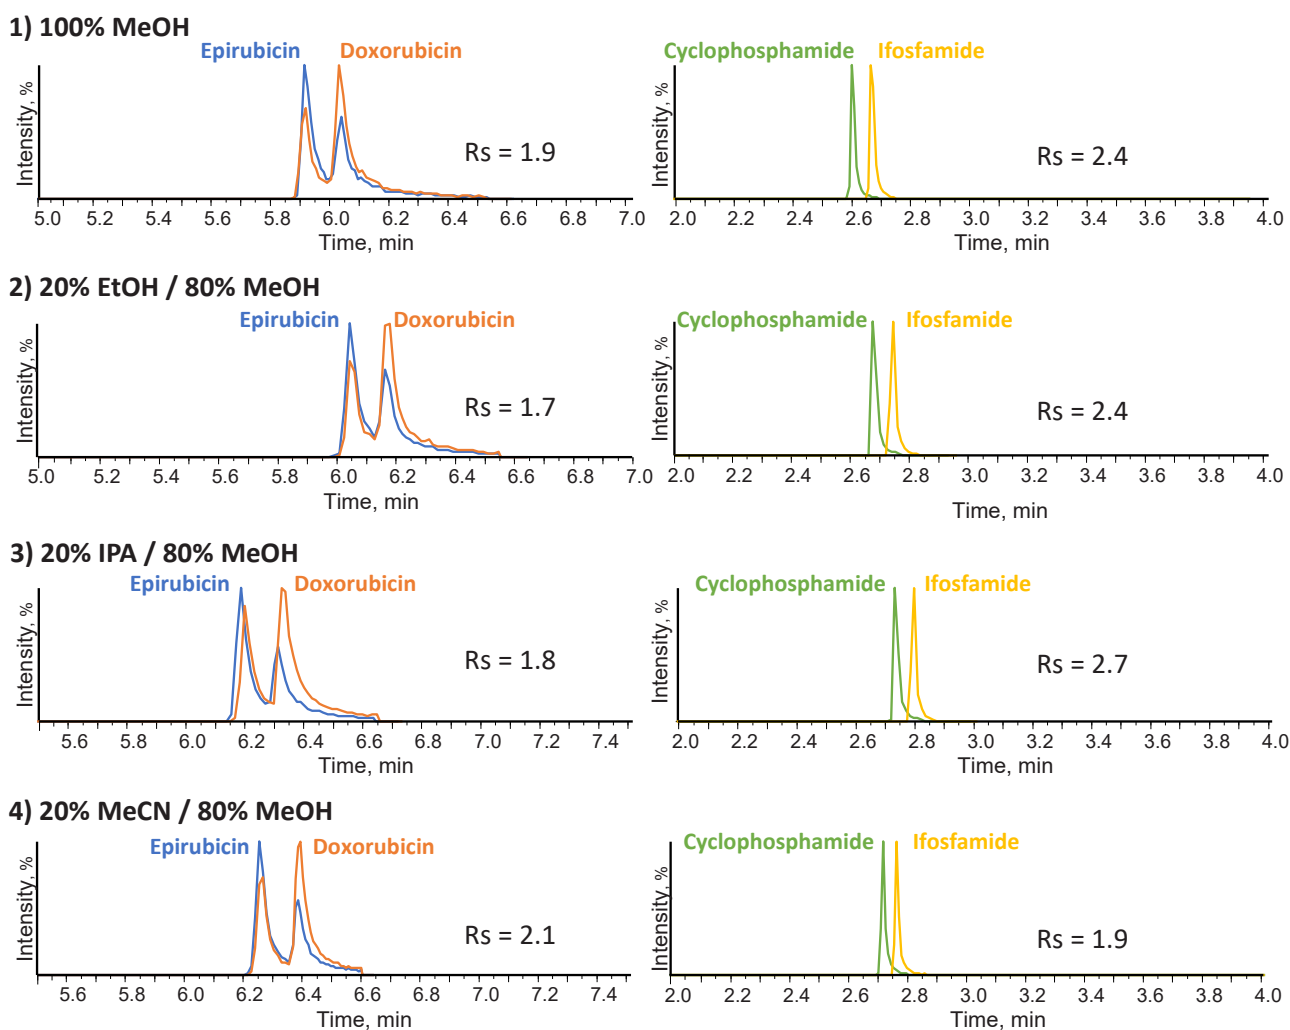 1) 100% MeOH
Epirubicin Doxorubicin
Intensity, %
Rs = 1.9
5.0 5.2 5.4 5.6 5.8 6.0 6.2 6.4 6.6 6.8 7.0
Time, min
Cyclophosphamide Ifosfamide
Intensity, %
Rs = 2.4
2.0 2.2 2.4 2.6 2.8 3.0 3.2 3.4 3.6 3.8 4.0
Time, min
2) 20% EtOH / 80% MeOH
Epirubicin Doxorubicin
Intensity, %
Rs = 1.7
5.0 5.2 5.4 5.6 5.8 6.0 6.2 6.4 6.6 6.8 7.0
Time, min
Cyclophosphamide Ifosfamide
Intensity, %
Rs = 2.4
2.0 2.2 2.4 2.6 2.8 3.0 3.2 3.4 3.6 3.8 4.0
Time, min
3) 20% IPA / 80% MeOH
Epirubicin Doxorubicin
Intensity, %
Rs = 1.8
5.6 5.8 6.0 6.2 6.4 6.6 6.8 7.0 7.2 7.4
Time, min
Cyclophosphamide Ifosfamide
Intensity, %
Rs = 2.7
2.0 2.2 2.4 2.6 2.8 3.0 3.2 3.4 3.6 3.8 4.0
Time, min
4) 20% MeCN / 80% MeOH
Epirubicin Doxorubicin
Intensity, %
Rs = 2.1
5.6 5.8 6.0 6.2 6.4 6.6 6.8 7.0 7.2 7.4
Time, min
Cyclophosphamide Ifosfamide
Intensity, %
Rs = 1.9
2.0 2.2 2.4 2.6 2.8 3.0 3.2 3.4 3.6 3.8 4.0
Time, min